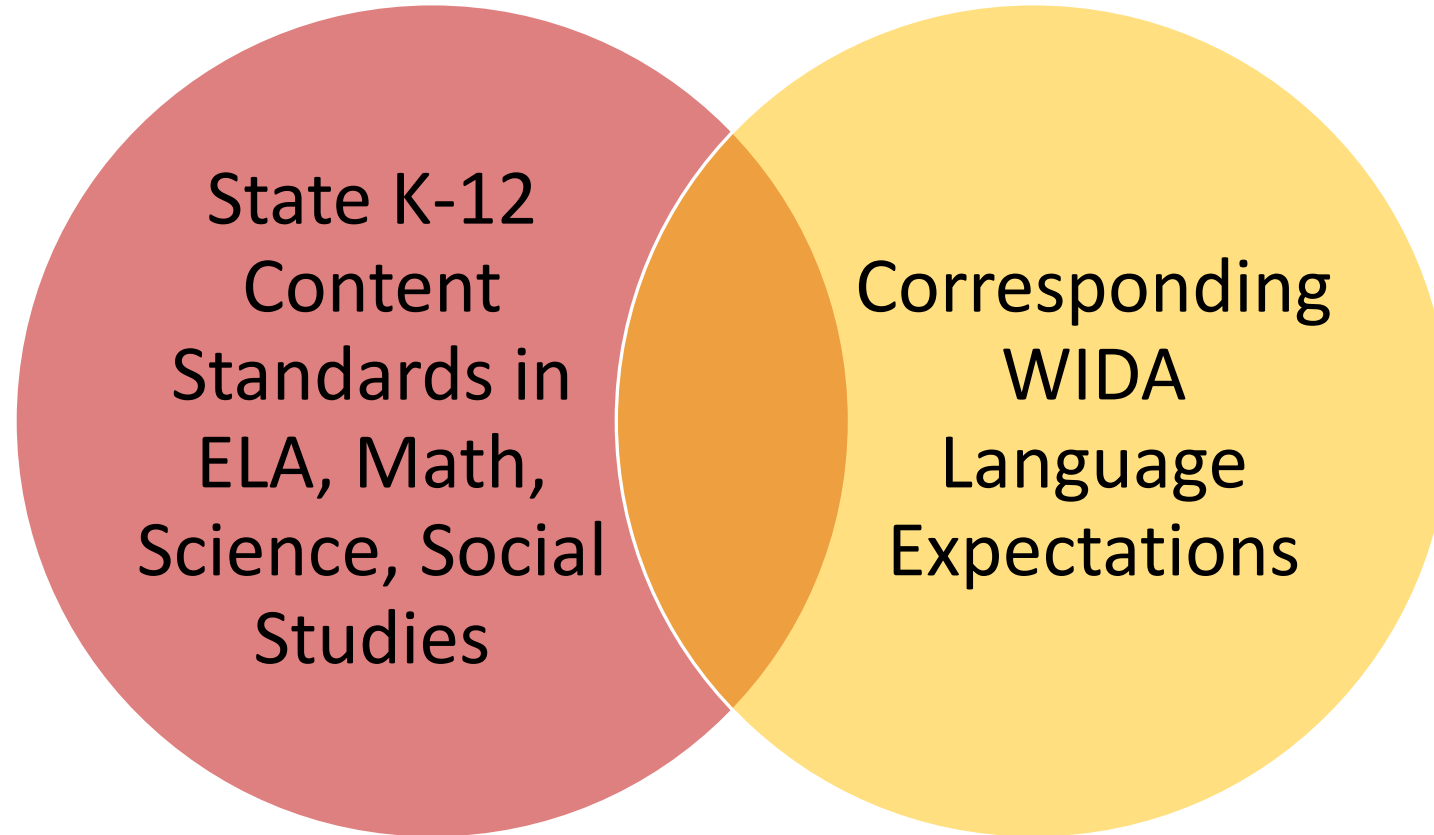 State K-12
Content
Standards in
ELA, Math,
Science, Social
Studies
Corresponding
WIDA
Language
Expectations